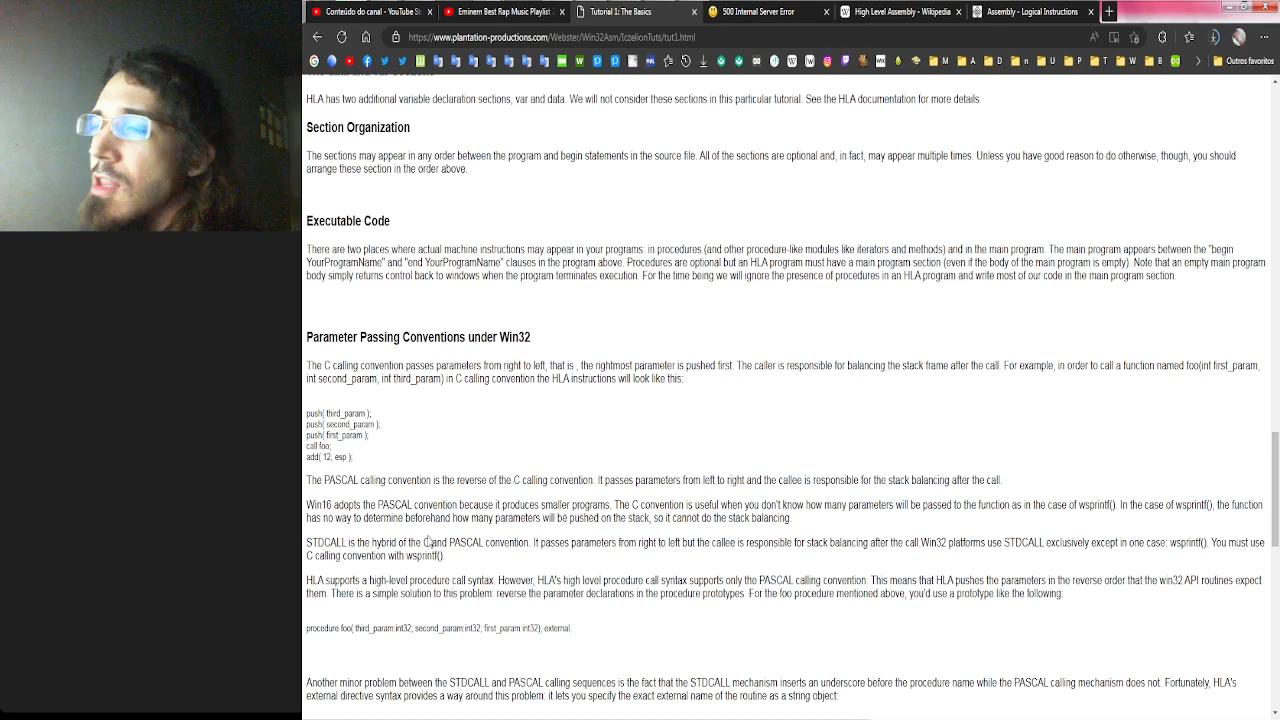 Conteúdo do canal - YouTube St
Eminem Best Rap Music Playlist
Tutorial 1: The Basics
500 Internal Server Error
High Level Assembly - Wikipedia
Assembly - Logical Instructions
https://www.plantation-productions.com/Webster/Win32Asm/IczelionTuts/tut1.html
M A D n U P T W B Outros favoritos
HLA has two additional variable declaration sections, var and data. We will not consider these sections in this particular tutorial. See the HLA documentation for more details.
Section Organization
The sections may appear in any order between the program and begin statements in the source file. All of the sections are optional and, in fact, may appear multiple times. Unless you have good reason to do otherwise, though, you should
arrange these section in the order above.
Executable Code
There are two places where actual machine instructions may appear in your programs: in procedures (and other procedure-like modules like iterators and methods) and in the main program. The main program appears between the "begin
YourProgramName" and "end YourProgramName" clauses in the program above. Procedures are optional but an HLA program must have a main program section (even if the body of the main program is empty). Note that an empty main program
body simply returns control back to windows when the program terminates execution. For the time being we will ignore the presence of procedures in an HLA program and write most of our code in the main program section.
Parameter Passing Conventions under Win32
The C calling convention passes parameters from right to left, that is , the rightmost parameter is pushed first. The caller is responsible for balancing the stack frame after the call. For example, in order to call a function named foo(int first_param,
int second_param, int third_param) in C calling convention the HLA instructions will look like this:
push( third_param );
push( second_param );
push( first_param );
call foo;
add( 12, esp );
The PASCAL calling convention is the reverse of the C calling convention. It passes parameters from left to right and the callee is responsible for the stack balancing after the call.
Win16 adopts the PASCAL convention because it produces smaller programs. The C convention is useful when you don't know how many parameters will be passed to the function as in the case of wsprintf(). In the case of wsprintf(), the function
has no way to determine beforehand how many parameters will be pushed on the stack, so it cannot do the stack balancing.
STDCALL is the hybrid of the C and PASCAL convention. It passes parameters from right to left but the callee is responsible for stack balancing after the call.Win32 platforms use STDCALL exclusively except in one case: wsprintf(). You must use
C calling convention with wsprintf().
HLA supports a high-level procedure call syntax. However, HLA's high level procedure call syntax supports only the PASCAL calling convention. This means that HLA pushes the parameters in the reverse order that the win32 API routines expect
them. There is a simple solution to this problem: reverse the parameter declarations in the procedure prototypes. For the foo procedure mentioned above, you'd use a prototype like the following:
procedure foo( third_param:int32; second_param:int32; first_param:int32); external;
Another minor problem between the STDCALL and PASCAL calling sequences is the fact that the STDCALL mechanism inserts an underscore before the procedure name while the PASCAL calling mechanism does not. Fortunately, HLA's
external directive syntax provides a way around this problem: it lets you specify the exact external name of the routine as a string object: